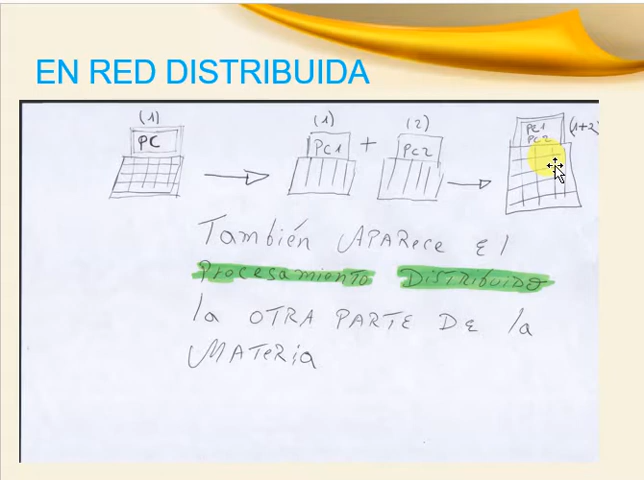 EN RED DISTRIBUIDA
(1) (1) (2)
PC PC1 + PC2 PC1 (1+2)
PC2
También APARece El
Procesamiento Distribuido
la OTRA PARTE DE la
MATeria